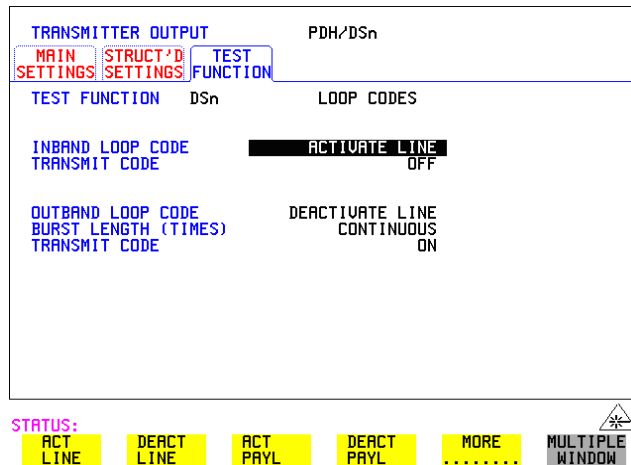 TRANSMITTER OUTPUT PDH/DSn
MAIN SETTINGS STRUCT'D SETTINGS TEST FUNCTION
TEST FUNCTION DSn LOOP CODES
INBAND LOOP CODE ACTIVATE LINE
TRANSMIT CODE OFF
OUTBAND LOOP CODE DEACTIVATE LINE
BURST LENGTH (TIMES) CONTINUOUS
TRANSMIT CODE ON
STATUS:
ACT LINE DEACT LINE ACT PAYL DEACT PAYL MORE ........ MULTIPLE WINDOW